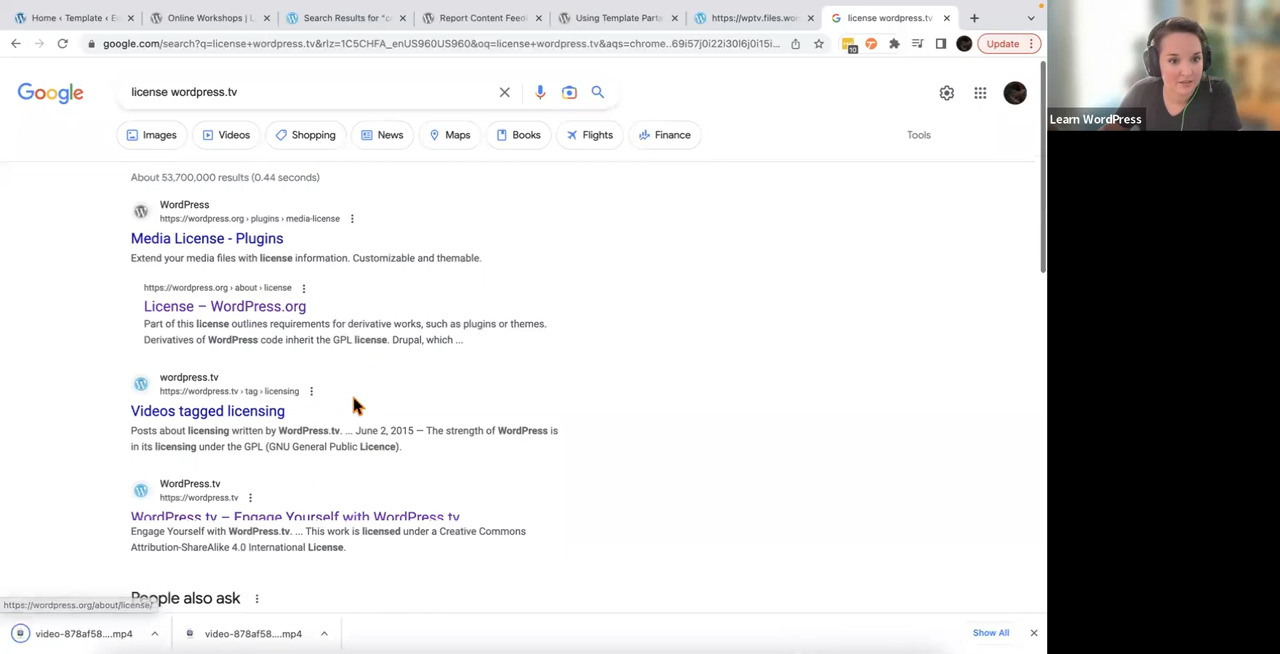 Home ‹ Template ‹ E
Online Workshops | L
Search Results for "c
Report Content Feed
Using Template Parts
https://wptv.files.wo
license wordpress.tv
google.com/search?q=license+wordpress.tv&rlz=1C5CHFA_enUS960US960&oq=license+wordpress.tv&aqs=chrome..69i57j0i22i30l6j0i15i...
10
Update
Learn WordPress
Google
license wordpress.tv
Images
Videos
Shopping
News
Maps
Books
Flights
Finance
Tools
About 53,700,000 results (0.44 seconds)
WordPress
https://wordpress.org › plugins › media-license
Media License - Plugins
Extend your media files with license information. Customizable and themable.
https://wordpress.org › about › license
License – WordPress.org
Part of this license outlines requirements for derivative works, such as plugins or themes.
Derivatives of WordPress code inherit the GPL license. Drupal, which ...
wordpress.tv
https://wordpress.tv › tag › licensing
Videos tagged licensing
Posts about licensing written by WordPress.tv. ... June 2, 2015 — The strength of WordPress is
in its licensing under the GPL (GNU General Public Licence).
WordPress.tv
https://wordpress.tv
WordPress.tv – Engage Yourself with WordPress.tv
Engage Yourself with WordPress.tv. ... This work is licensed under a Creative Commons
Attribution-ShareAlike 4.0 International License.
People also ask
https://wordpress.org/about/license/
video-878af58....mp4
video-878af58....mp4
Show All